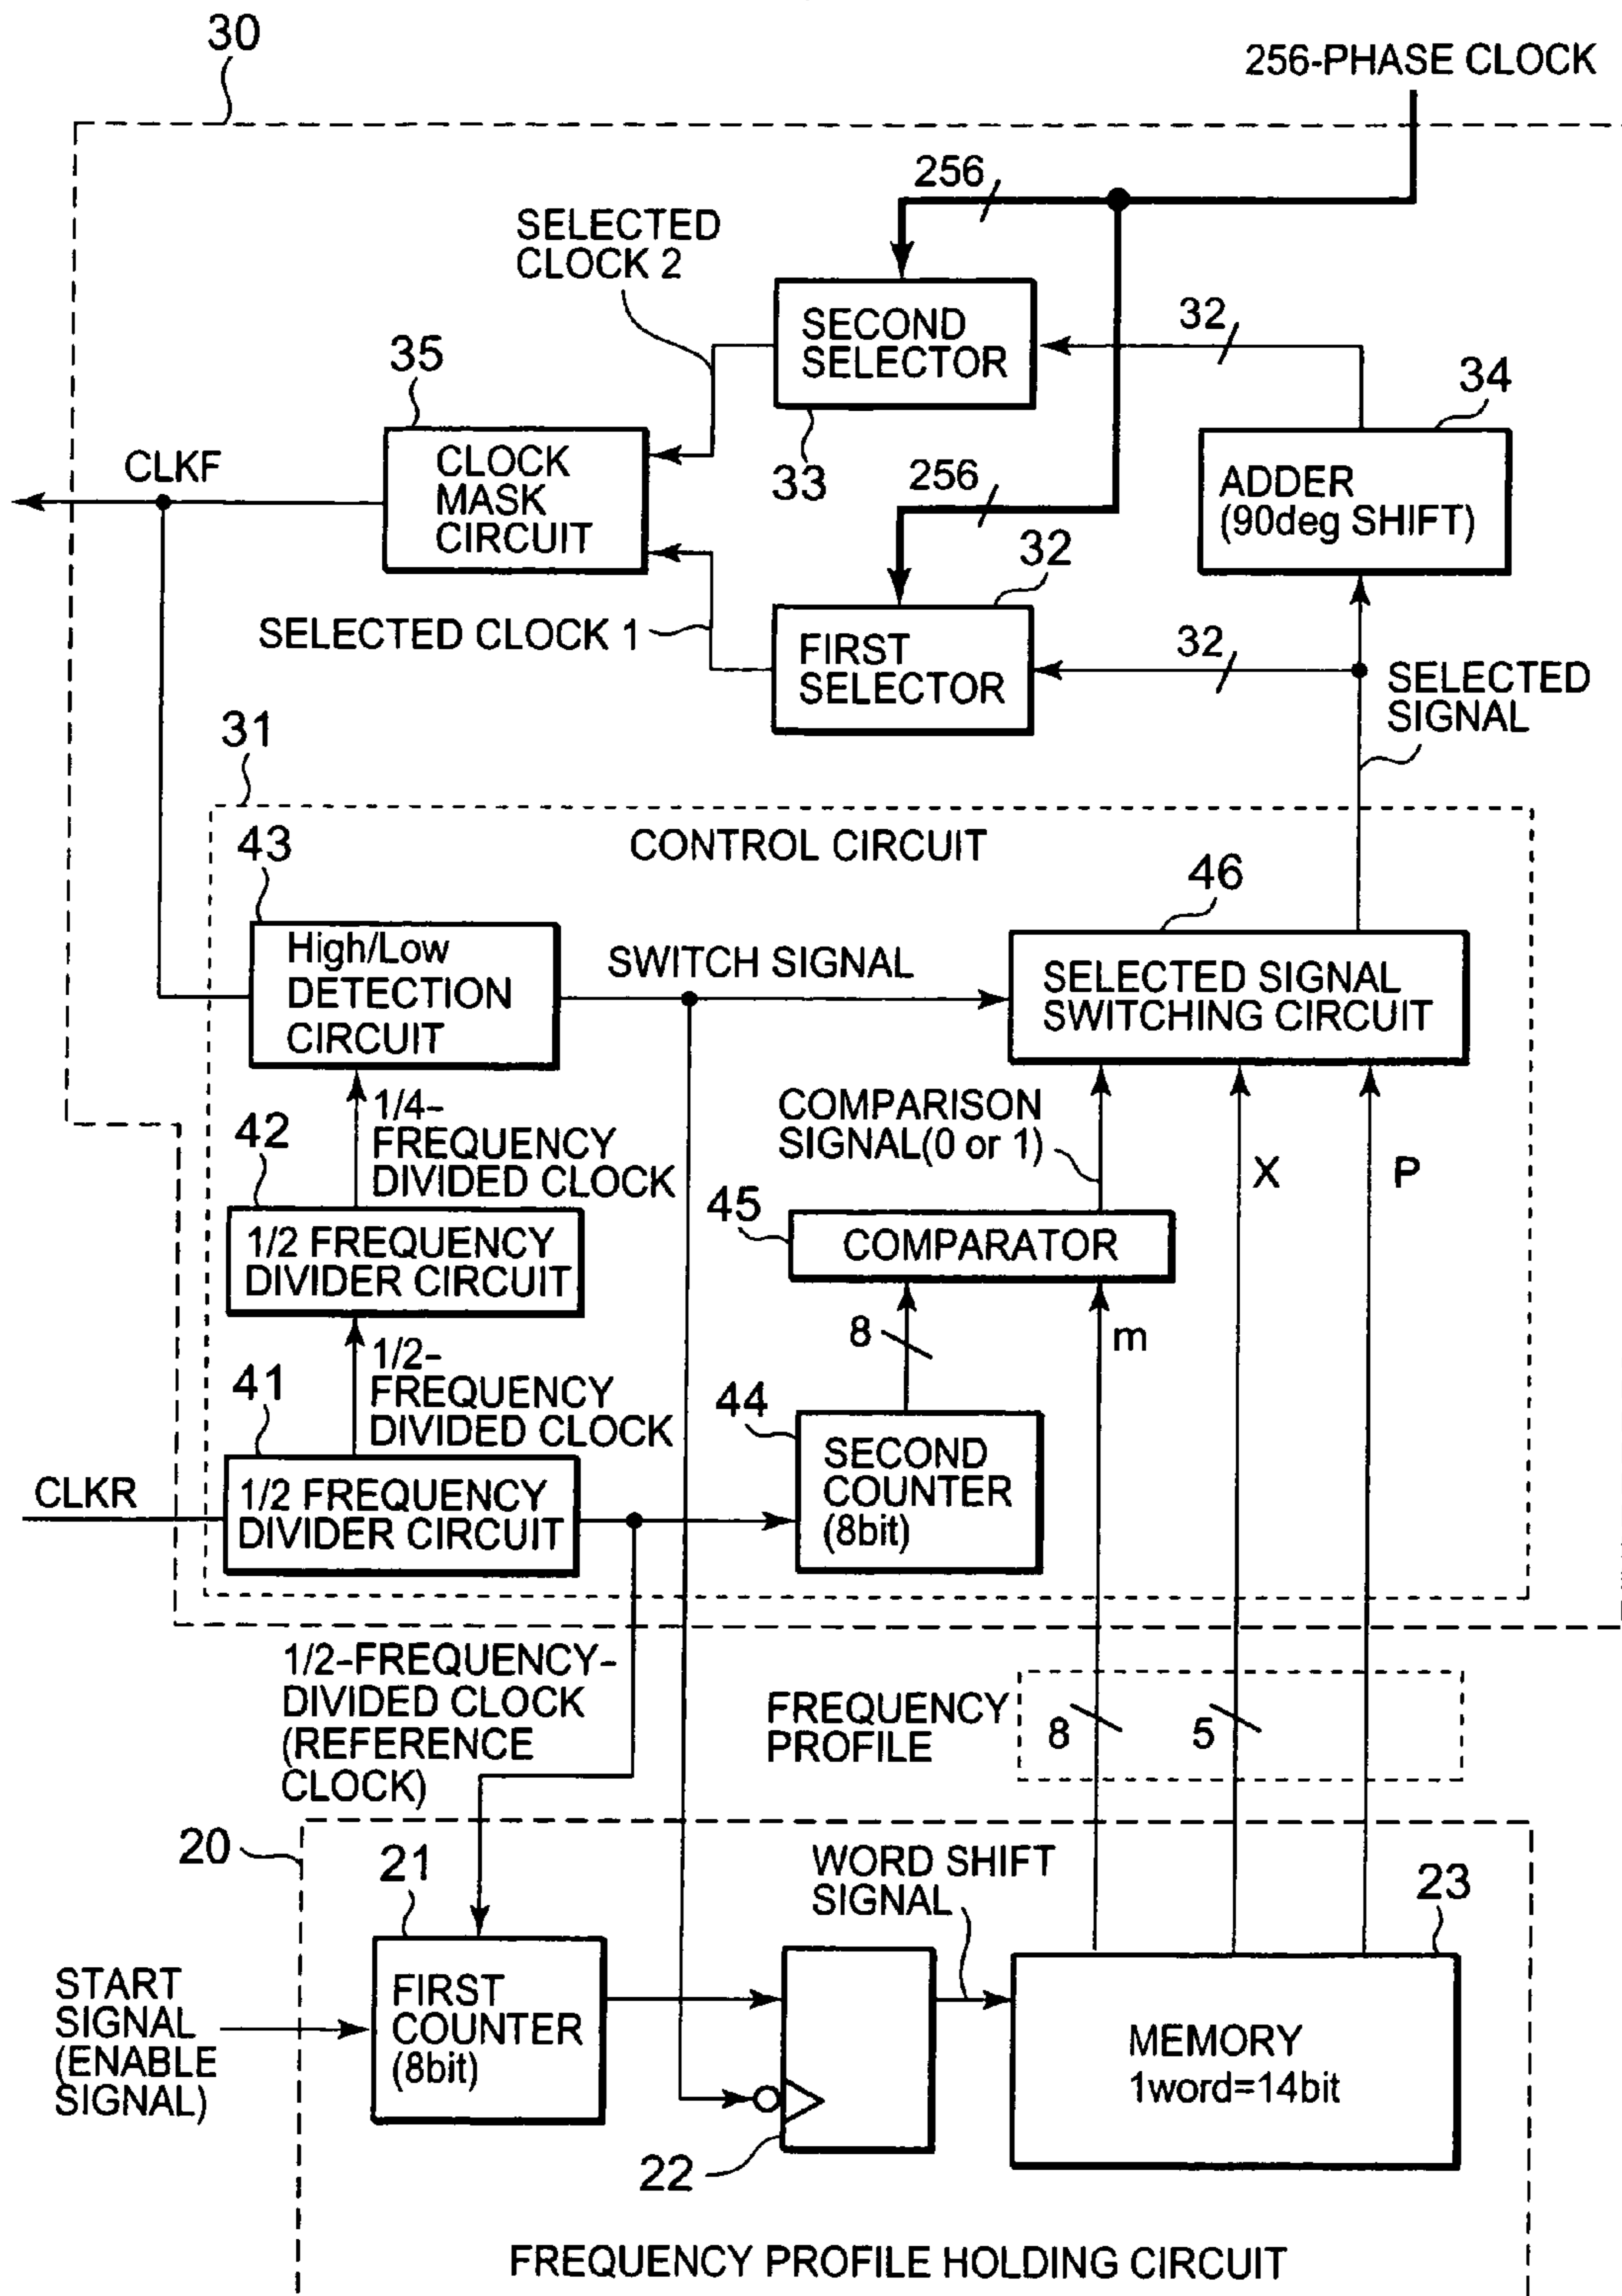 30
256-PHASE CLOCK
256
SELECTED
CLOCK 2
SECOND
SELECTOR
32
35
34
33
CLOCK
MASK
CIRCUIT
CLKF
256
ADDER
(90deg SHIFT)
32
SELECTED CLOCK 1
FIRST
SELECTOR
32
SELECTED
SIGNAL
31
CONTROL CIRCUIT
43
46
High/Low
DETECTION
CIRCUIT
SWITCH SIGNAL
SELECTED SIGNAL
SWITCHING CIRCUIT
1/4-
FREQUENCY
DIVIDED CLOCK
COMPARISON
SIGNAL(0 or 1)
X
P
42
45
1/2 FREQUENCY
DIVIDER CIRCUIT
COMPARATOR
8
m
1/2-
FREQUENCY
DIVIDED CLOCK
41
44
CLKR
1/2 FREQUENCY
DIVIDER CIRCUIT
SECOND
COUNTER
(8bit)
1/2-FREQUENCY-
DIVIDED CLOCK
(REFERENCE
CLOCK)
FREQUENCY
PROFILE
8
5
20
21
WORD SHIFT
SIGNAL
23
START
SIGNAL
(ENABLE
SIGNAL)
FIRST
COUNTER
(8bit)
MEMORY
1word=14bit
22
FREQUENCY PROFILE HOLDING CIRCUIT